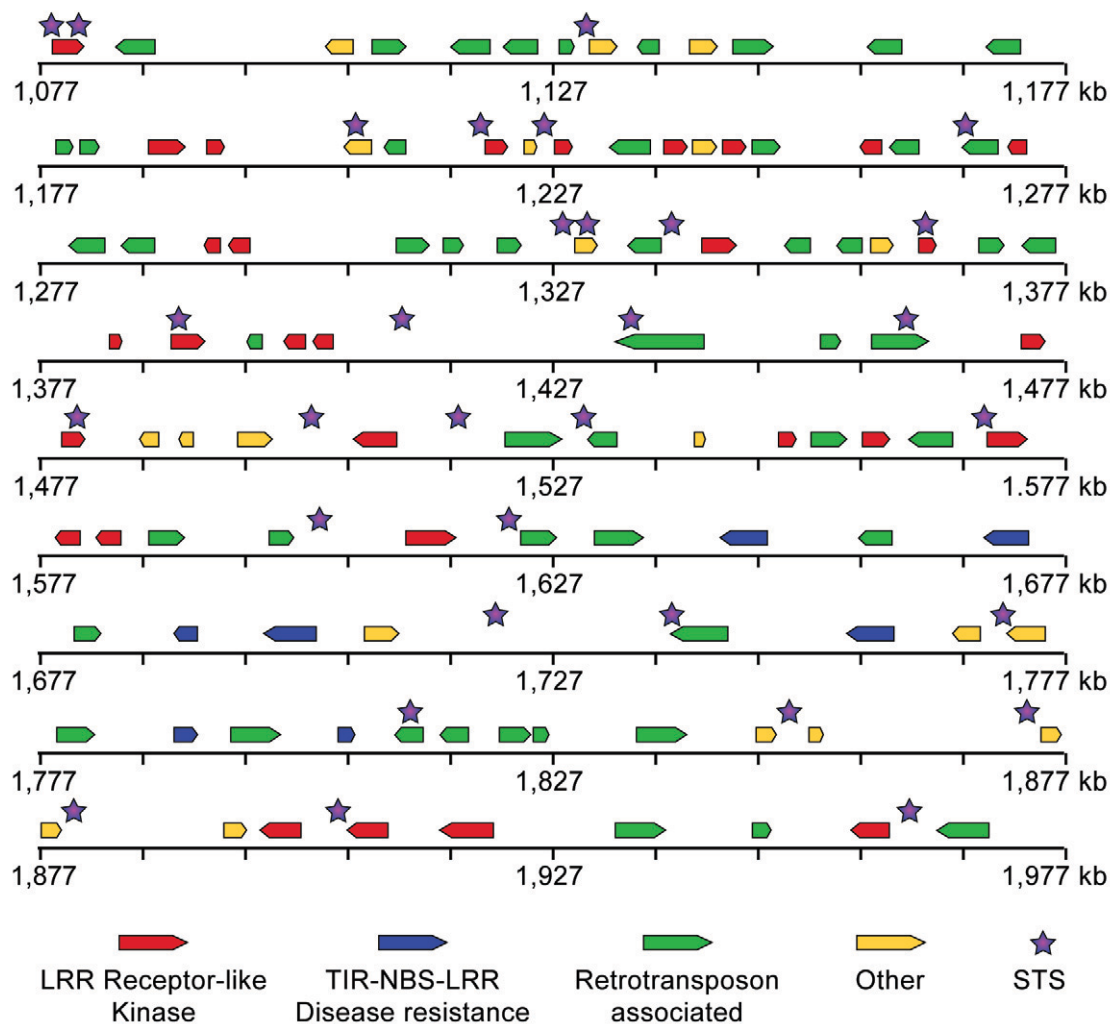 1,077 1,127 1,177 kb
1,177 1,227 1,277 kb
1,277 1,327 1,377 kb
1,377 1,427 1,477 kb
1,477 1,527 1.577 kb
1,577 1,627 1,677 kb
1,677 1,727 1,777 kb
1,777 1,827 1,877 kb
1,877 1,927 1,977 kb
LRR Receptor-like TIR-NBS-LRR Retrotransposon Other STS
Kinase Disease resistance associated